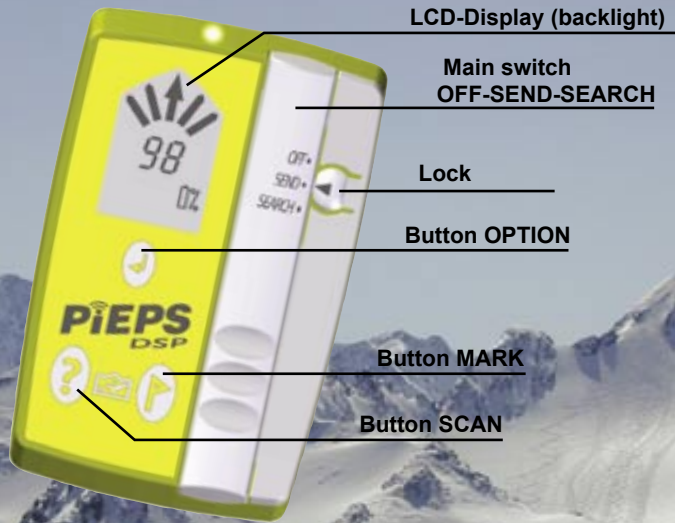 LCD-Display (backlight)
Main switch
OFF-SEND-SEARCH
98
0%
OFF
SEND
SEARCH
Lock
Button OPTION
PiEPS
DSP
Button MARK
?
Button SCAN